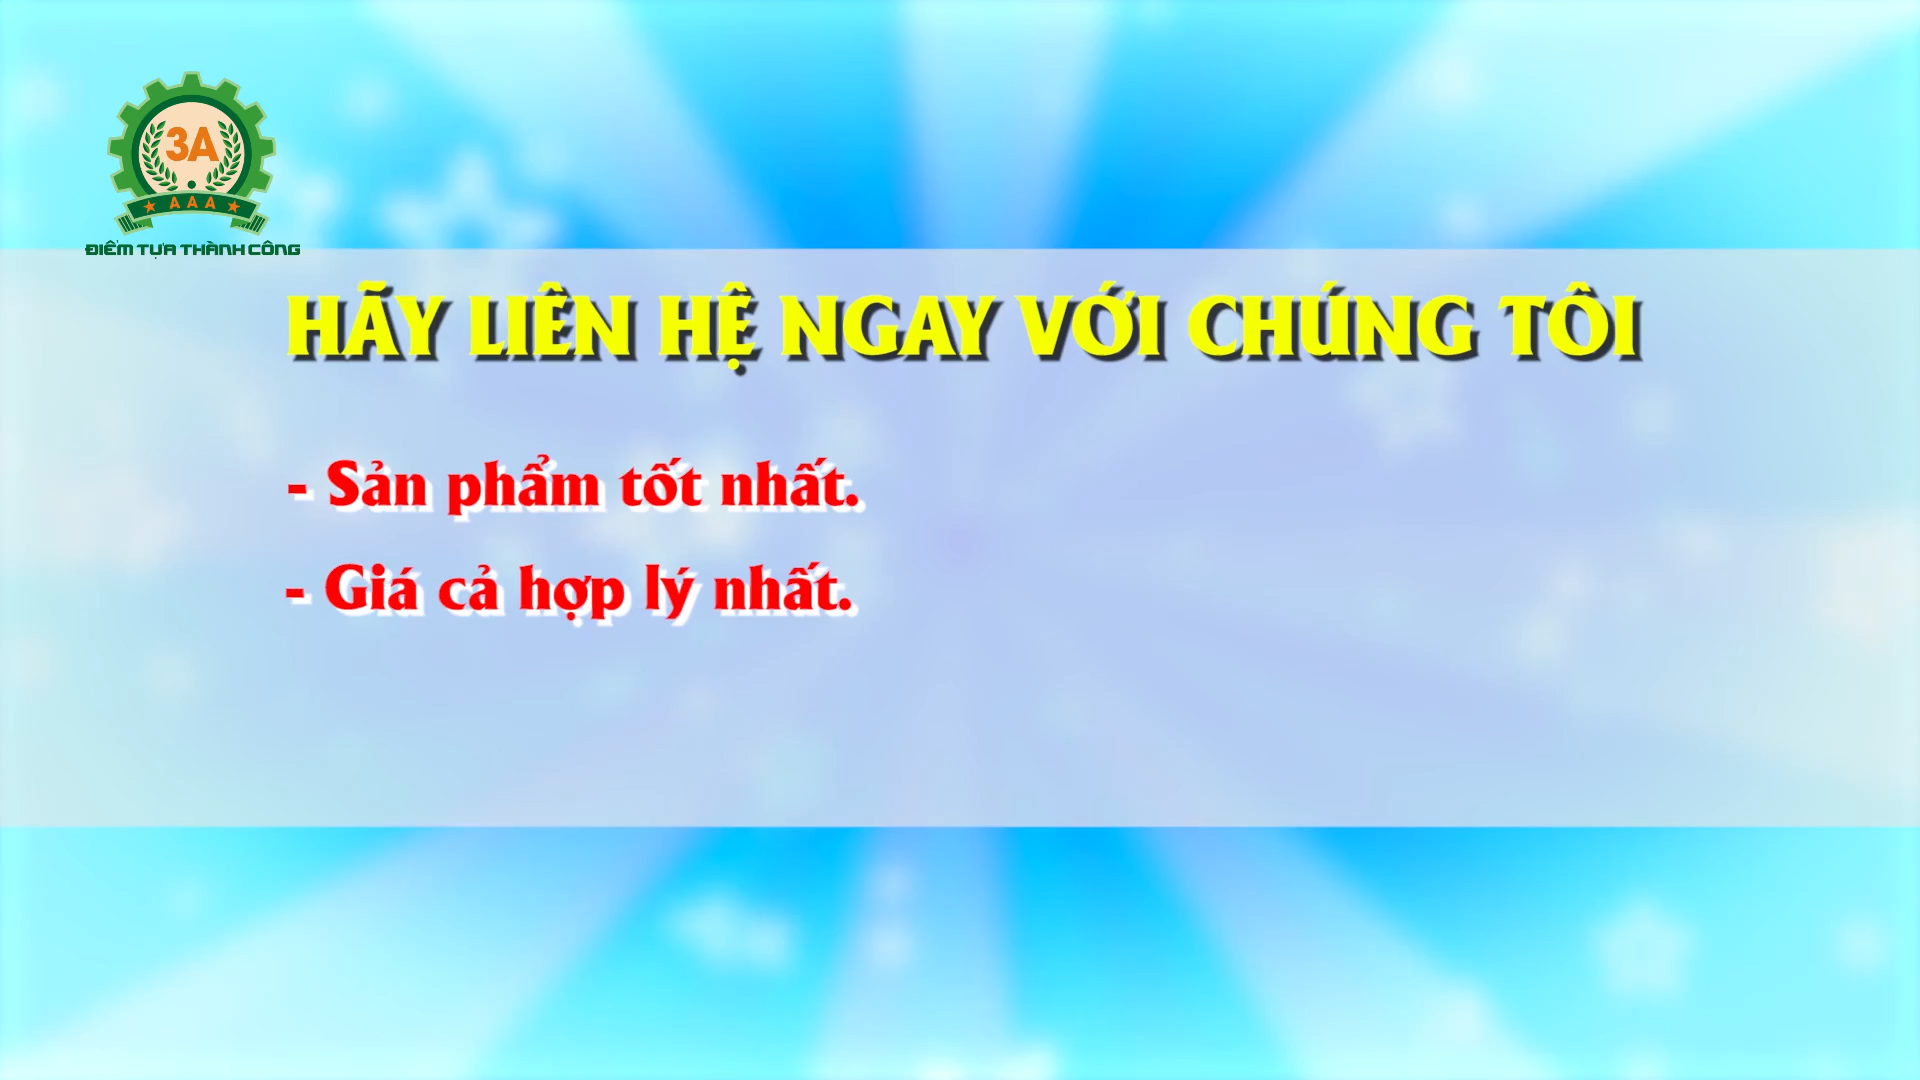 3A
AAA
ĐIỂM TỰA THÀNH CÔNG
HÃY LIÊN HỆ NGAY VỚI CHÚNG TÔI
- Sản phẩm tốt nhất.
- Giá cả hợp lý nhất.